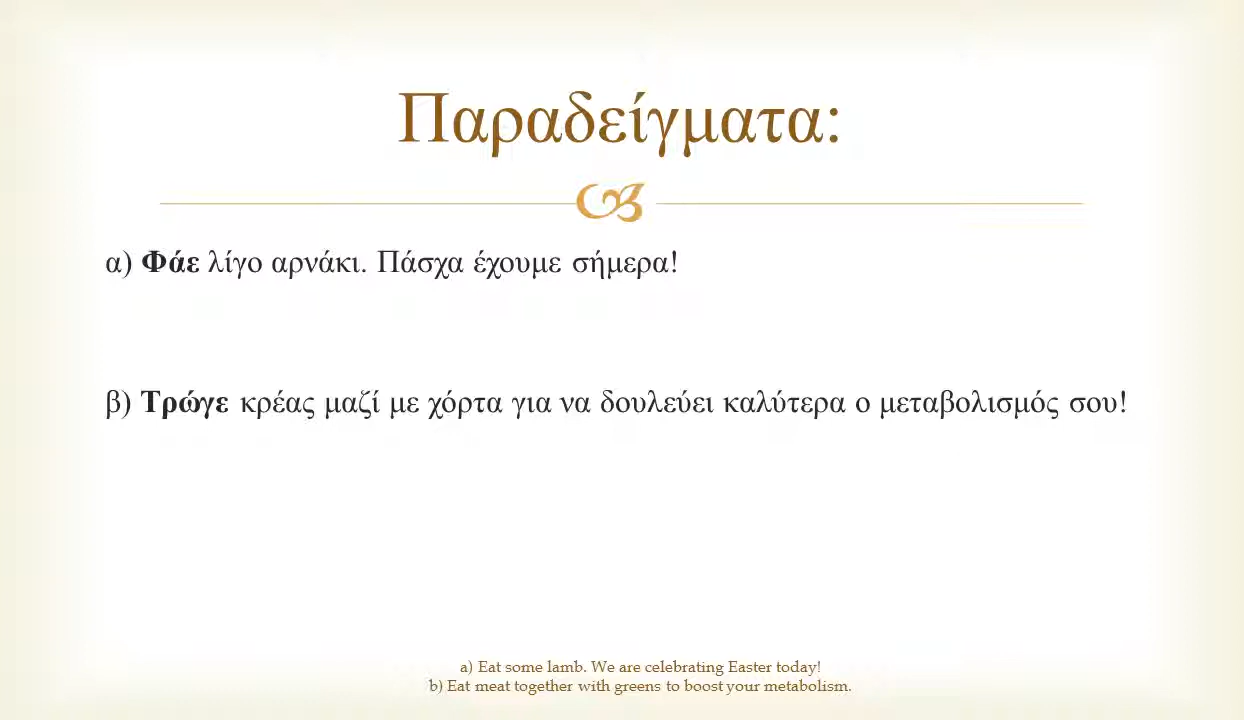 Παραδείγματα:
α) Φάε λίγο αρνάκι. Πάσχα έχουμε σήμερα!
β) Τρώγε κρέας μαζί με χόρτα για να δουλεύει καλύτερα ο μεταβολισμός σου!
a) Eat some lamb. We are celebrating Easter today!
b) Eat meat together with greens to boost your metabolism.